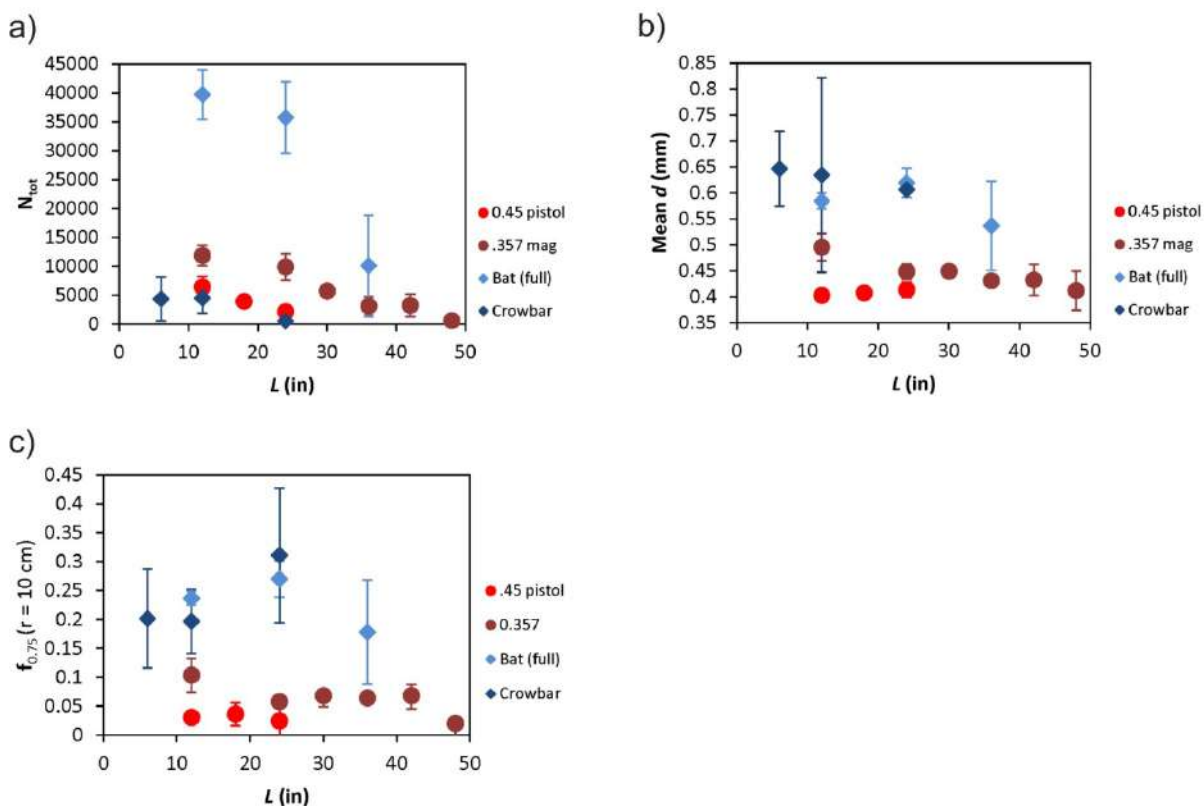 a)
45000
40000
35000
30000
25000
20000
15000
10000
5000
0
N_tot
0 10 20 30 40 50
L (in)
0.45 pistol
.357 mag
Bat (full)
Crowbar
b)
0.85
0.8
0.75
0.7
0.65
0.6
0.55
0.5
0.45
0.4
0.35
Mean d (mm)
0 10 20 30 40 50
L (in)
0.45 pistol
.357 mag
Bat (full)
Crowbar
c)
0.45
0.4
0.35
0.3
0.25
0.2
0.15
0.1
0.05
0
f_0.75 (r = 10 cm)
0 10 20 30 40 50
L (in)
.45 pistol
0.357
Bat (full)
Crowbar